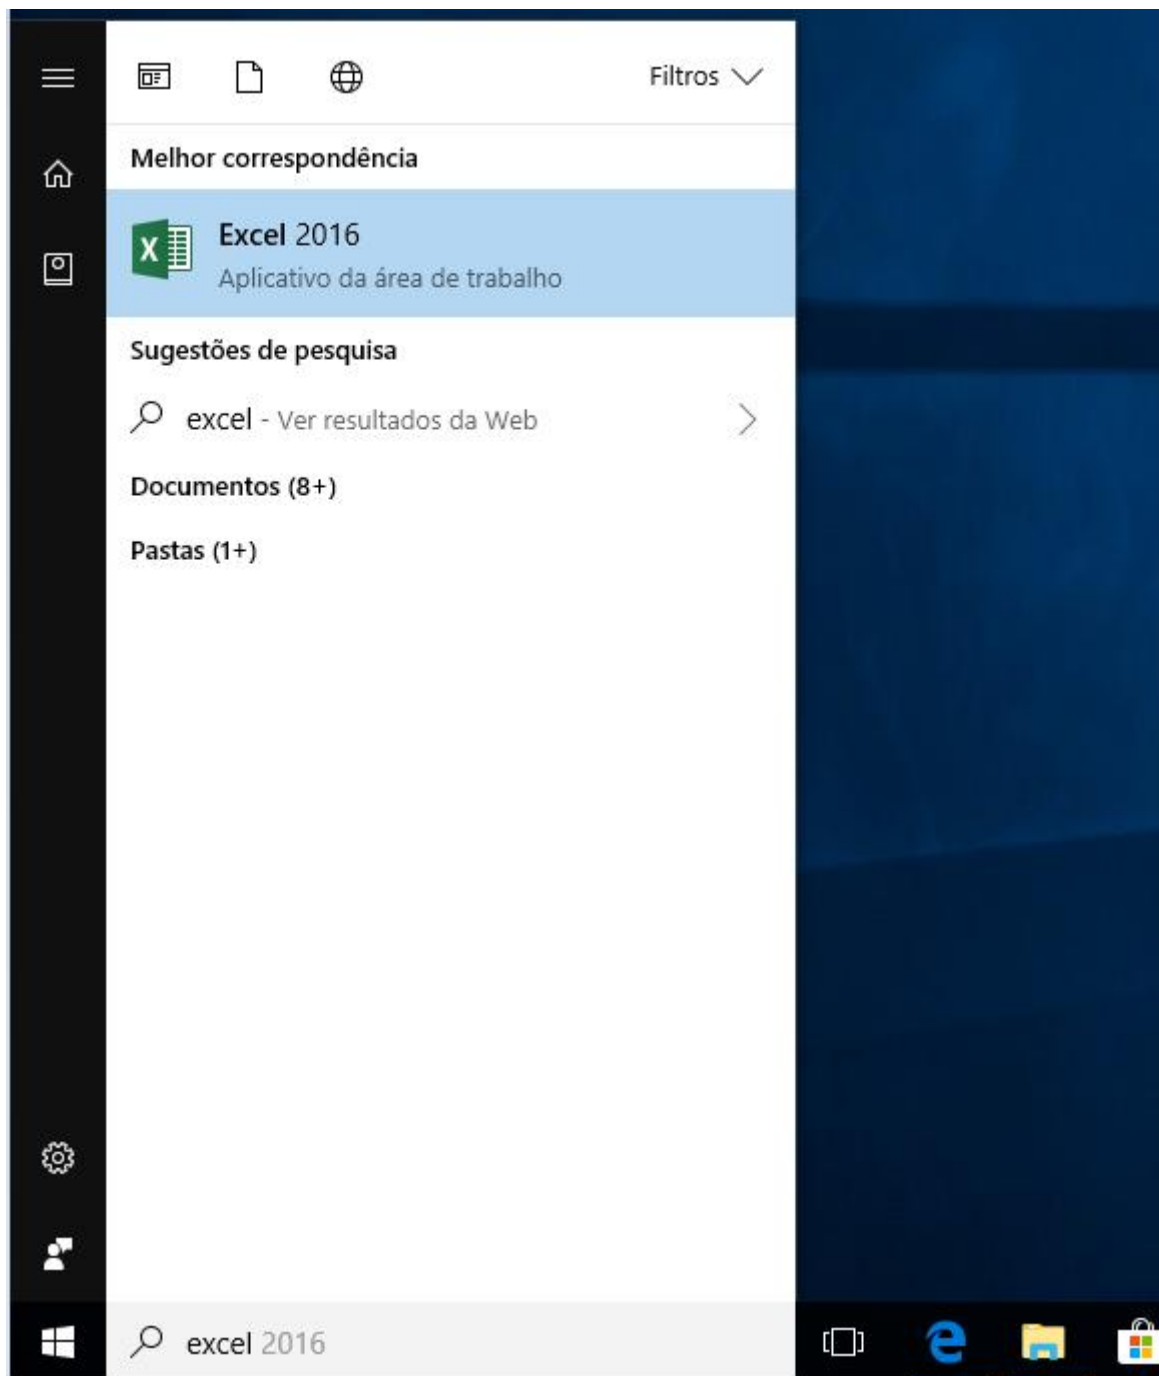 Filtros
Melhor correspondência
Excel 2016
Aplicativo da área de trabalho
Sugestões de pesquisa
excel - Ver resultados da Web
Documentos (8+)
Pastas (1+)
excel 2016